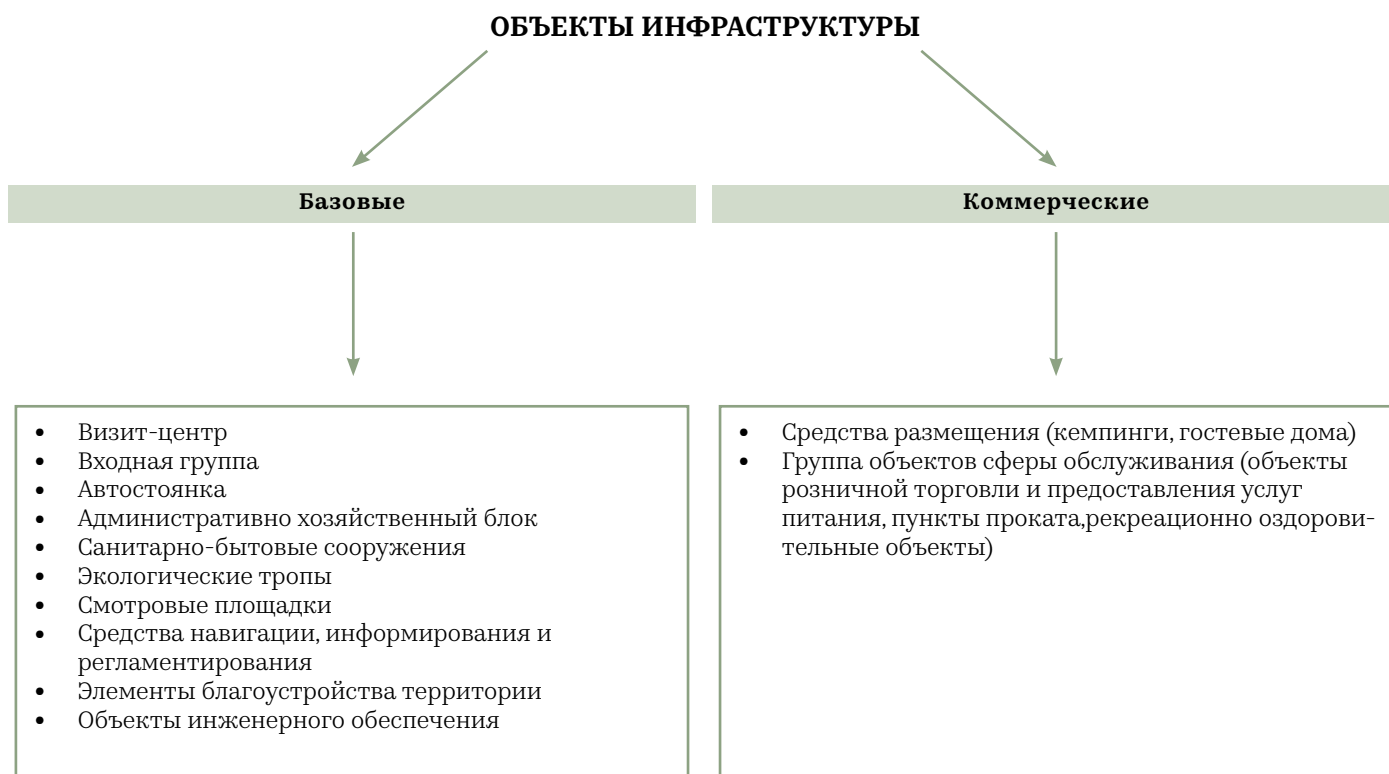 ОБЪЕКТЫ ИНФРАСТРУКТУРЫ
Базовые
• Визит-центр
• Входная группа
• Автостоянка
• Административно хозяйственный блок
• Санитарно-бытовые сооружения
• Экологические тропы
• Смотровые площадки
• Средства навигации, информирования и
регламентирования
• Элементы благоустройства территории
• Объекты инженерного обеспечения
Коммерческие
• Средства размещения (кемпинги, гостевые дома)
• Группа объектов сферы обслуживания (объекты
розничной торговли и предоставления услуг
питания, пункты проката,рекреационно оздорови-
тельные объекты)